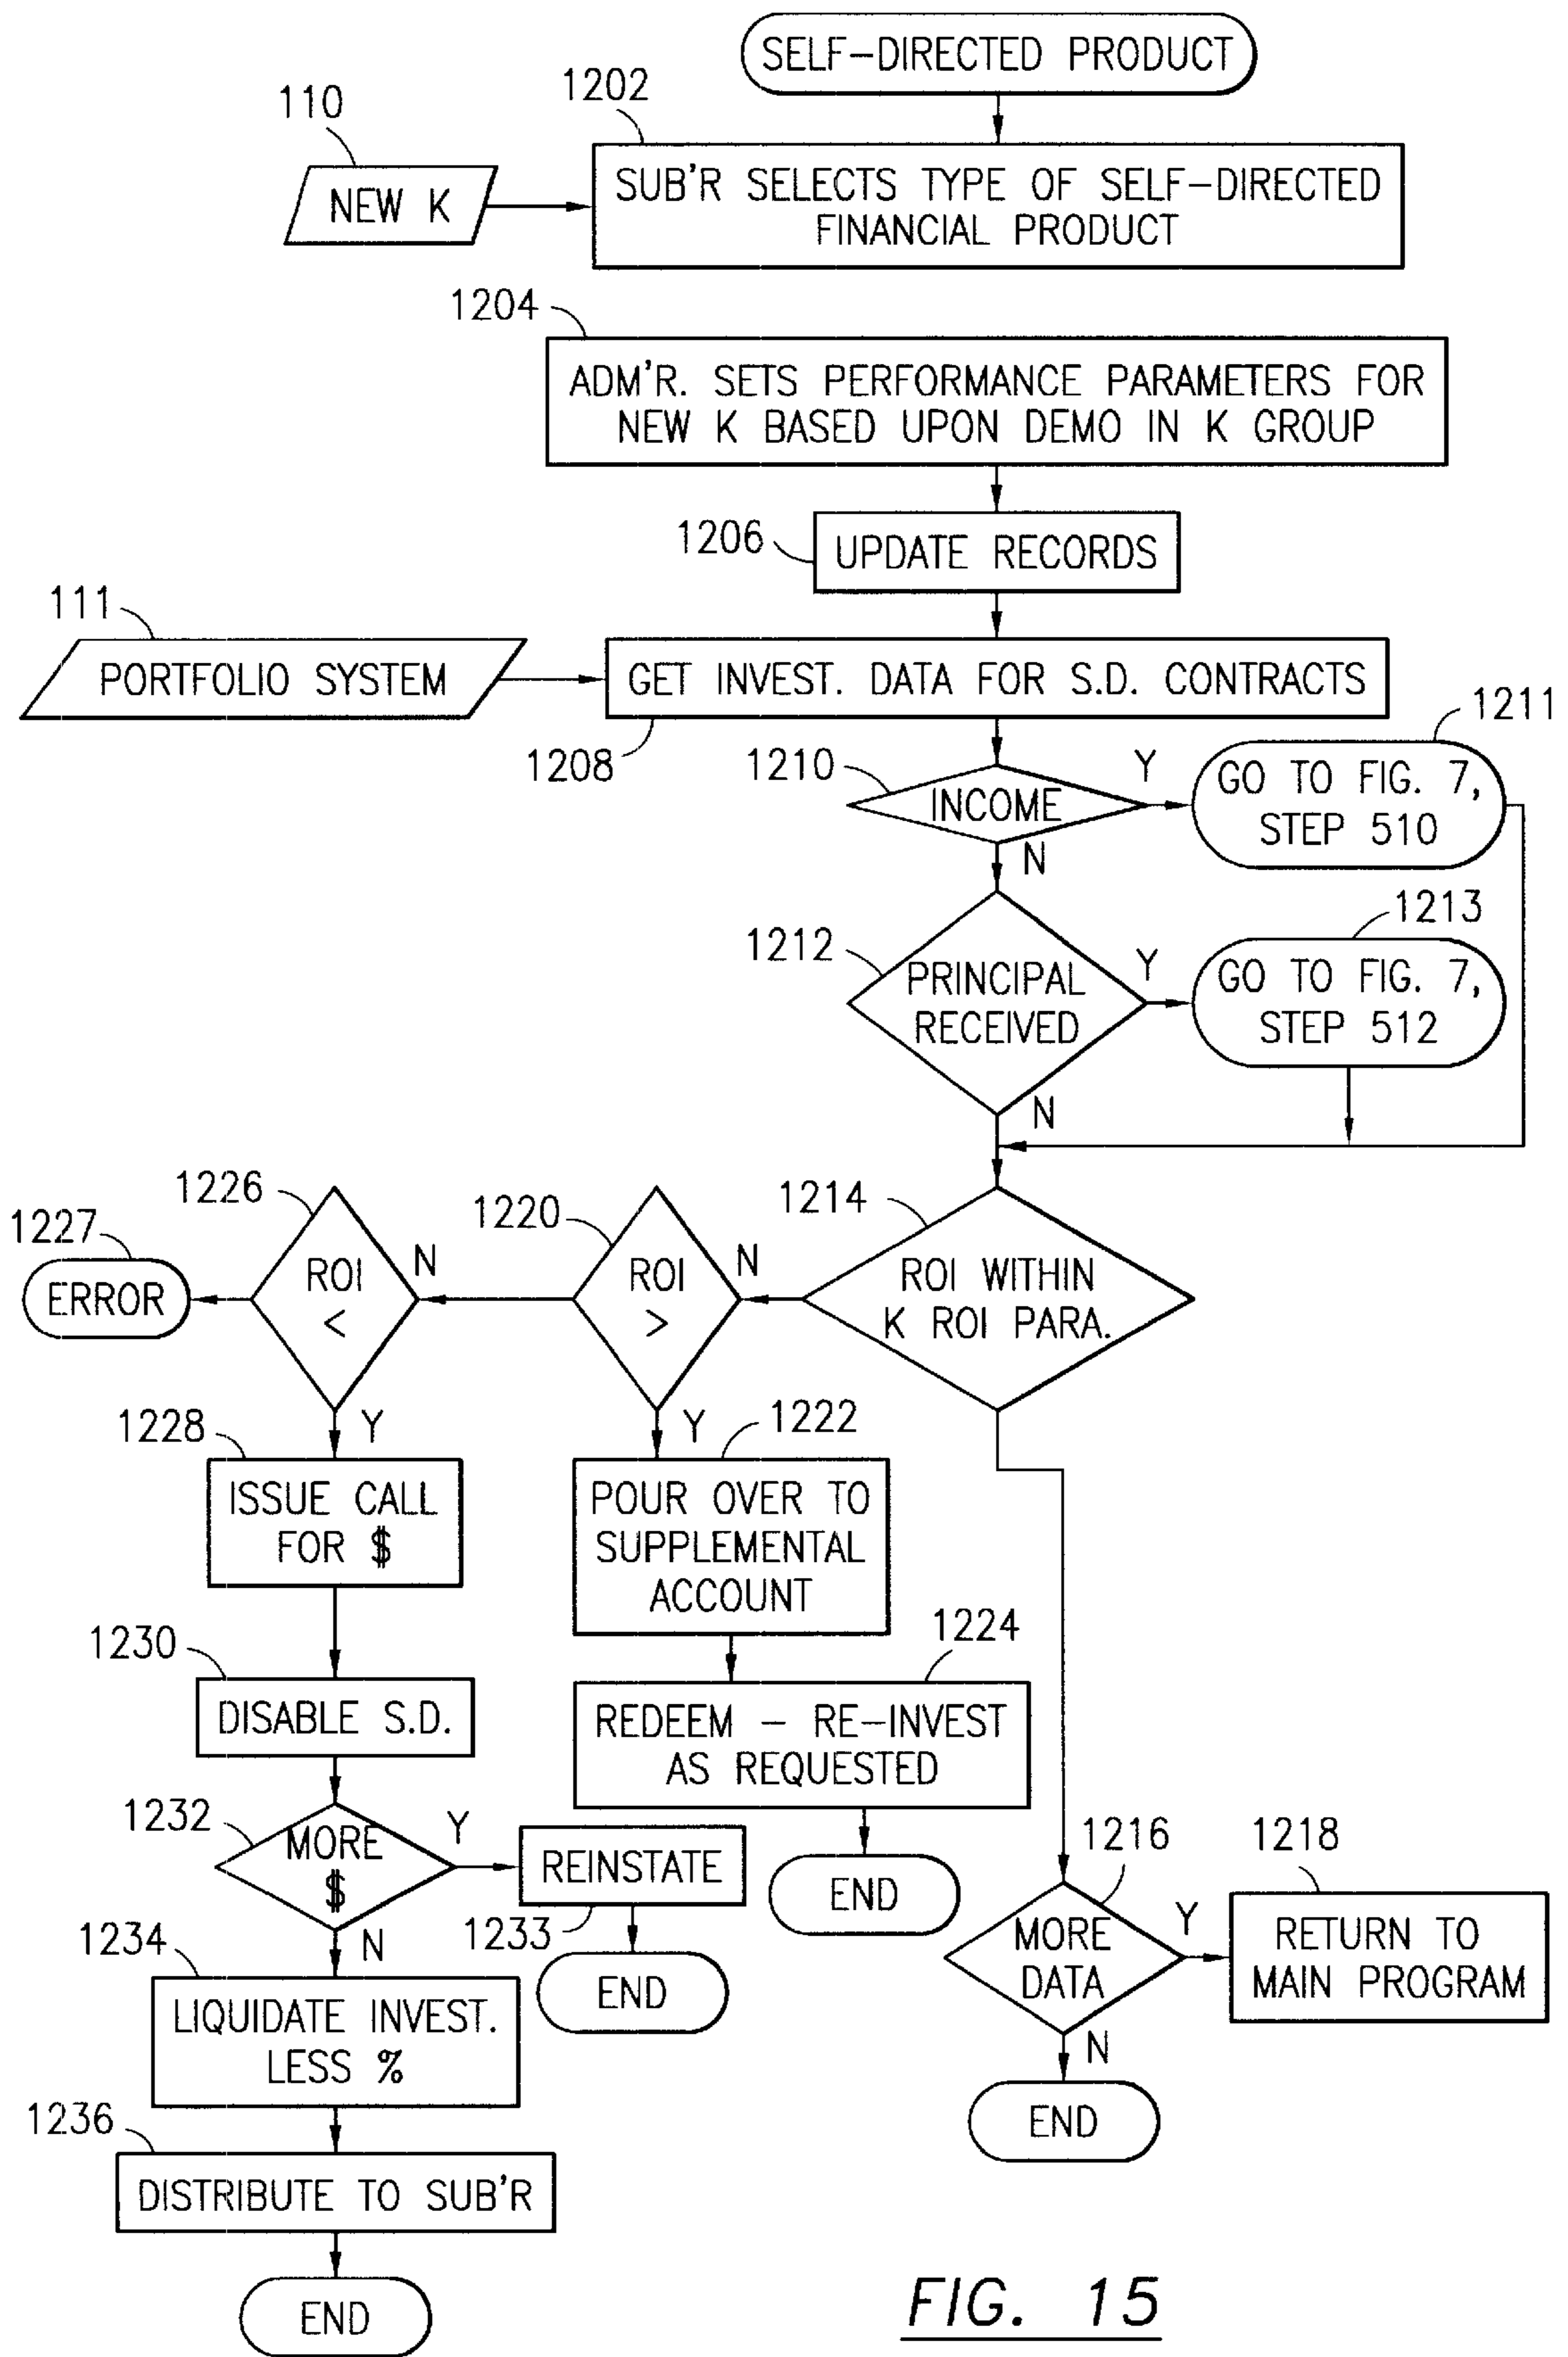 SELF-DIRECTED PRODUCT
1202
110
NEW K
SUB'R SELECTS TYPE OF SELF-DIRECTED
FINANCIAL PRODUCT
1204
ADM'R. SETS PERFORMANCE PARAMETERS FOR
NEW K BASED UPON DEMO IN K GROUP
1206
UPDATE RECORDS
111
PORTFOLIO SYSTEM
GET INVEST. DATA FOR S.D. CONTRACTS
1208
1210
INCOME
Y
N
1211
GO TO FIG. 7,
STEP 510
1212
PRINCIPAL
RECEIVED
Y
N
1213
GO TO FIG. 7,
STEP 512
1214
ROI WITHIN
K ROI PARA.
N
1220
ROI
>
N
Y
1226
ROI
<
Y
1227
ERROR
1228
ISSUE CALL
FOR $
1222
POUR OVER TO
SUPPLEMENTAL
ACCOUNT
1230
DISABLE S.D.
1224
REDEEM - RE-INVEST
AS REQUESTED
END
1232
MORE
$
Y
N
REINSTATE
1233
END
1216
MORE
DATA
Y
N
1218
RETURN TO
MAIN PROGRAM
END
1234
LIQUIDATE INVEST.
LESS %
1236
DISTRIBUTE TO SUB'R
END
FIG. 15